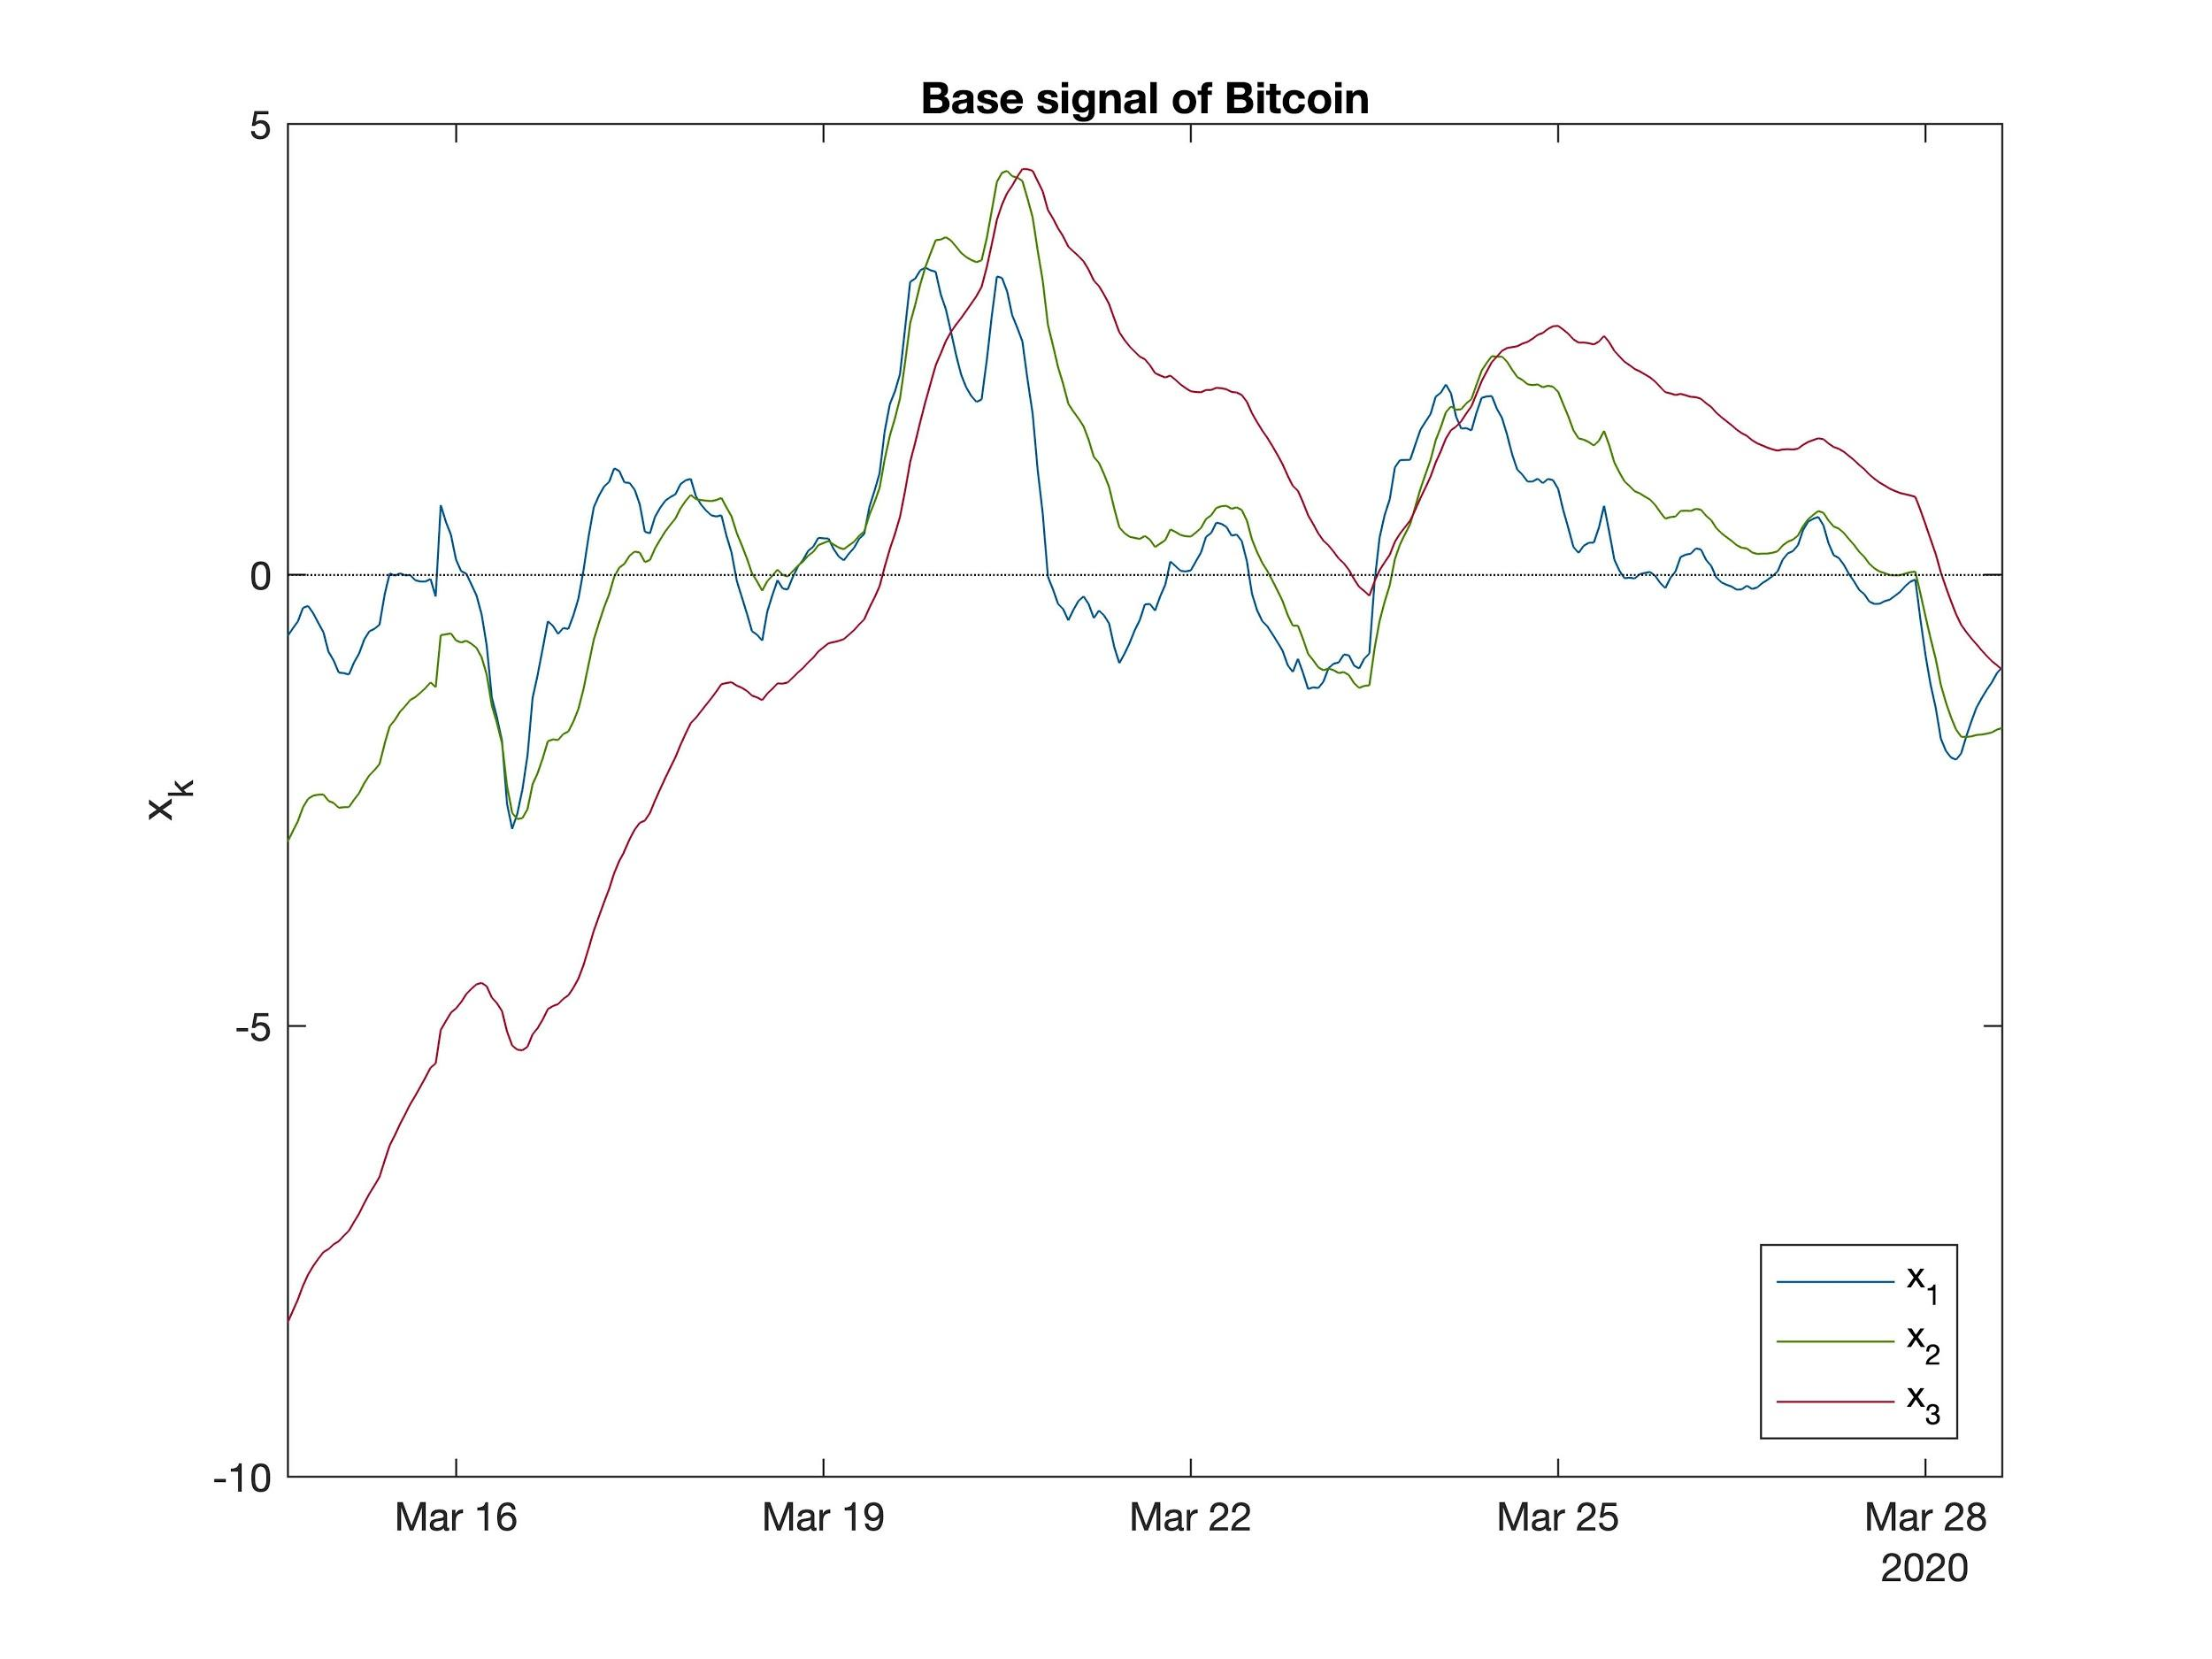 Base signal of Bitcoin
5
0
-5
-10
x_k
Mar 16 Mar 19 Mar 22 Mar 25 Mar 28
2020
x_1
x_2
x_3